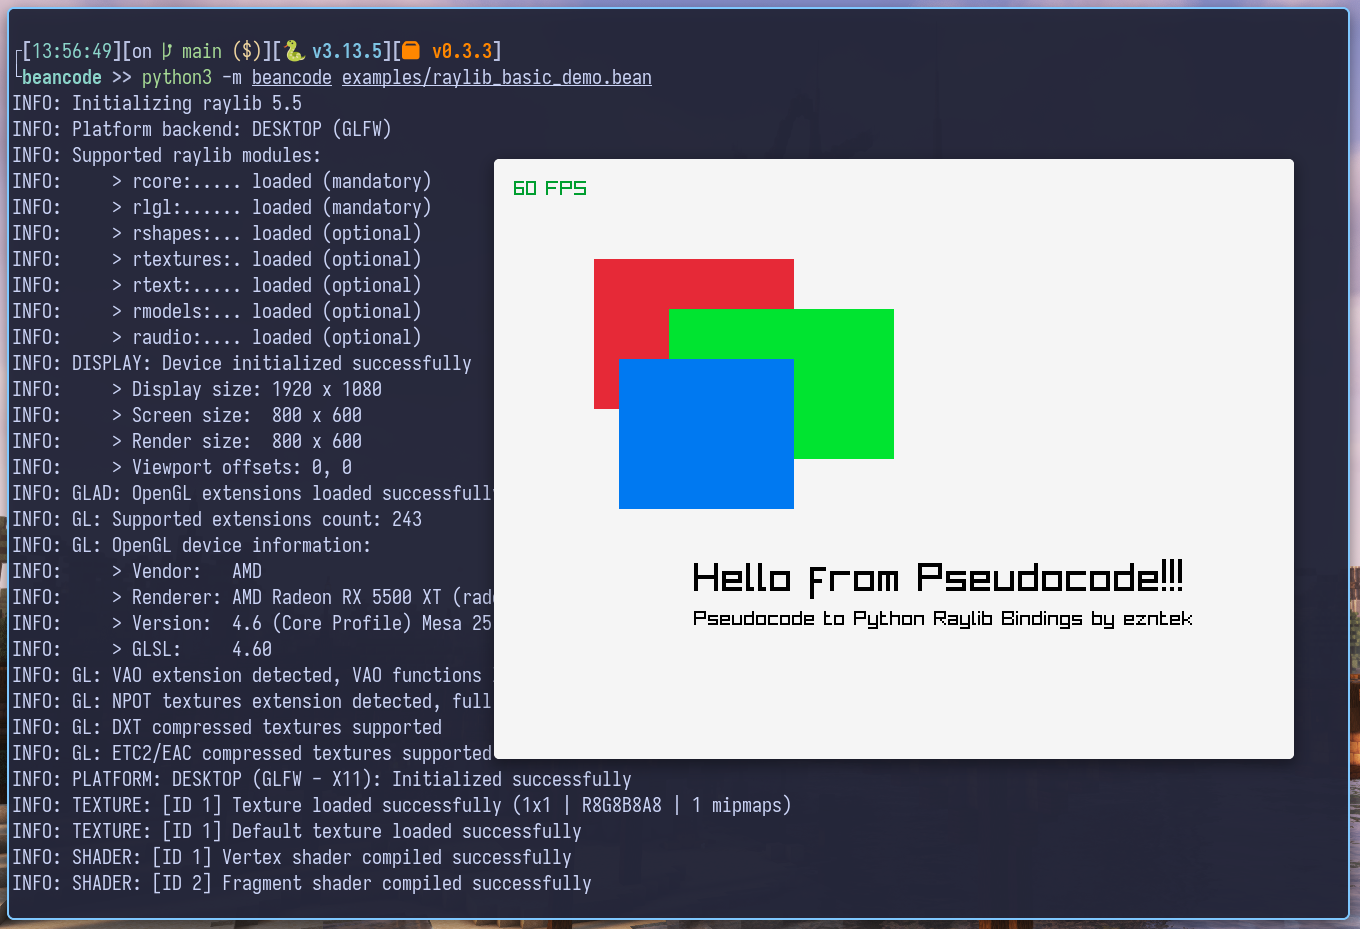 [13:56:49][on main ($)][🐍 v3.13.5][📦 v0.3.3]
beancode >> python3 -m beancode examples/raylib_basic_demo.bean
INFO: Initializing raylib 5.5
INFO: Platform backend: DESKTOP (GLFW)
INFO: Supported raylib modules:
INFO:     > rcore:..... loaded (mandatory)
INFO:     > rlgl:...... loaded (mandatory)
INFO:     > rshapes:... loaded (optional)
INFO:     > rtextures:. loaded (optional)
INFO:     > rtext:..... loaded (optional)
INFO:     > rmodels:... loaded (optional)
INFO:     > raudio:.... loaded (optional)
INFO: DISPLAY: Device initialized successfully
INFO:     > Display size: 1920 x 1080
INFO:     > Screen size:  800 x 600
INFO:     > Render size:  800 x 600
INFO:     > Viewport offsets: 0, 0
INFO: GLAD: OpenGL extensions loaded
INFO: GL: Supported extensions count: 243
INFO: GL: OpenGL device information:
INFO:     > Vendor:   AMD
INFO:     > Renderer: AMD Radeon RX 5500 XT
INFO:     > Version:  4.6 (Core Profile) Mesa 25
INFO:     > GLSL:     4.60
INFO: GL: VAO extension detected, VAO functions
INFO: GL: NPOT textures extension detected, full
INFO: GL: DXT compressed textures supported
INFO: GL: ETC2/EAC compressed textures supported
INFO: PLATFORM: DESKTOP (GLFW - X11): Initialized successfully
INFO: TEXTURE: [ID 1] Texture loaded successfully (1x1 | R8G8B8A8 | 1 mipmaps)
INFO: TEXTURE: [ID 1] Default texture loaded successfully
INFO: SHADER: [ID 1] Vertex shader compiled successfully
INFO: SHADER: [ID 2] Fragment shader compiled successfully
60 FPS
Hello from Pseudocode!!!
Pseudocode to Python Raylib Bindings by ezntek